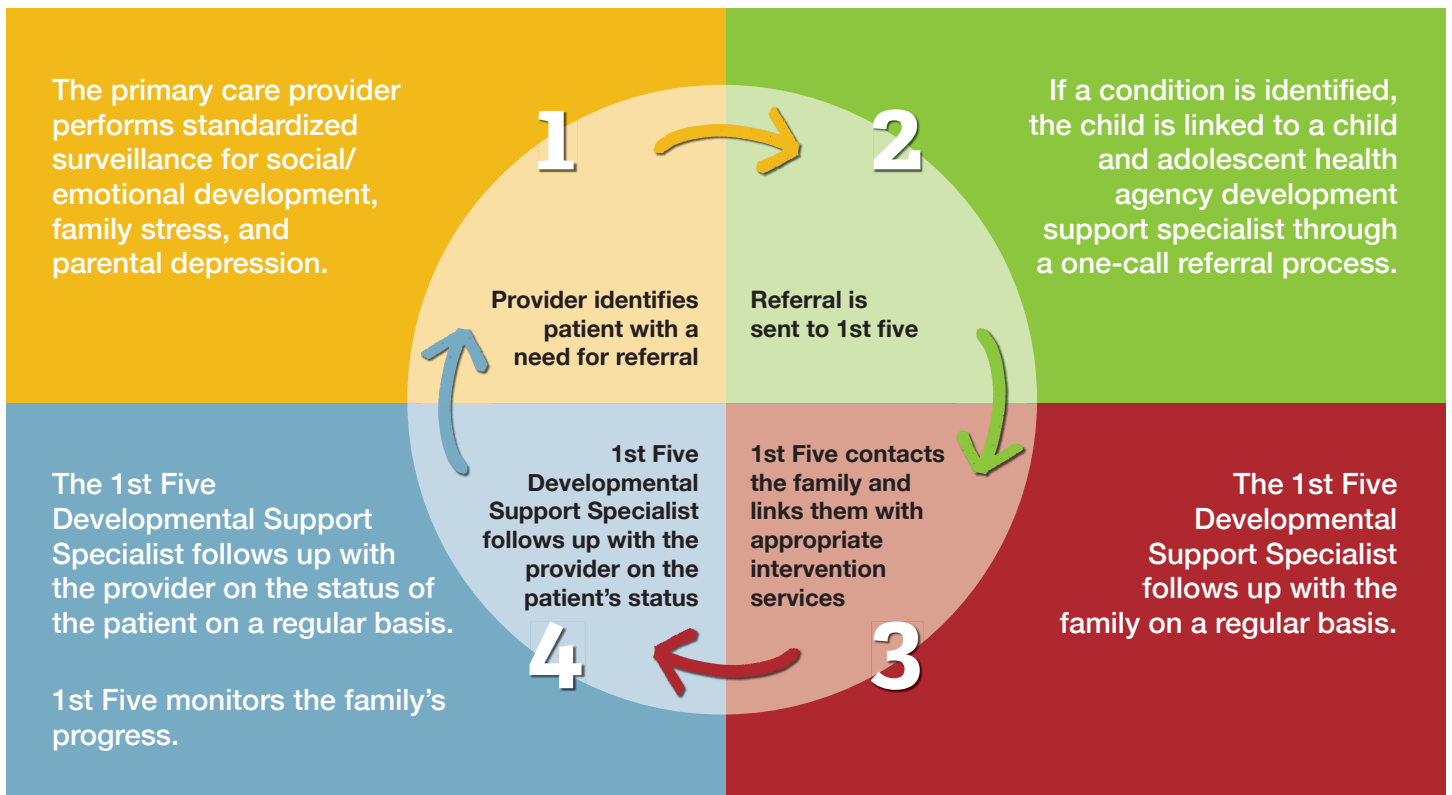 The primary care provider
performs standardized
surveillance for social/
emotional development,
family stress, and
parental depression.
1
Provider identifies
patient with a
need for referral
2
Referral is
sent to 1st five
If a condition is identified,
the child is linked to a child
and adolescent health
agency development
support specialist through
a one-call referral process.
1st Five contacts
the family and
links them with
appropriate
intervention
services
3
The 1st Five
Developmental
Support Specialist
follows up with the
family on a regular basis.
1st Five
Developmental
Support Specialist
follows up with the
provider on the
patient’s status
4
The 1st Five
Developmental Support
Specialist follows up with
the provider on the status of
the patient on a regular basis.
1st Five monitors the family’s
progress.